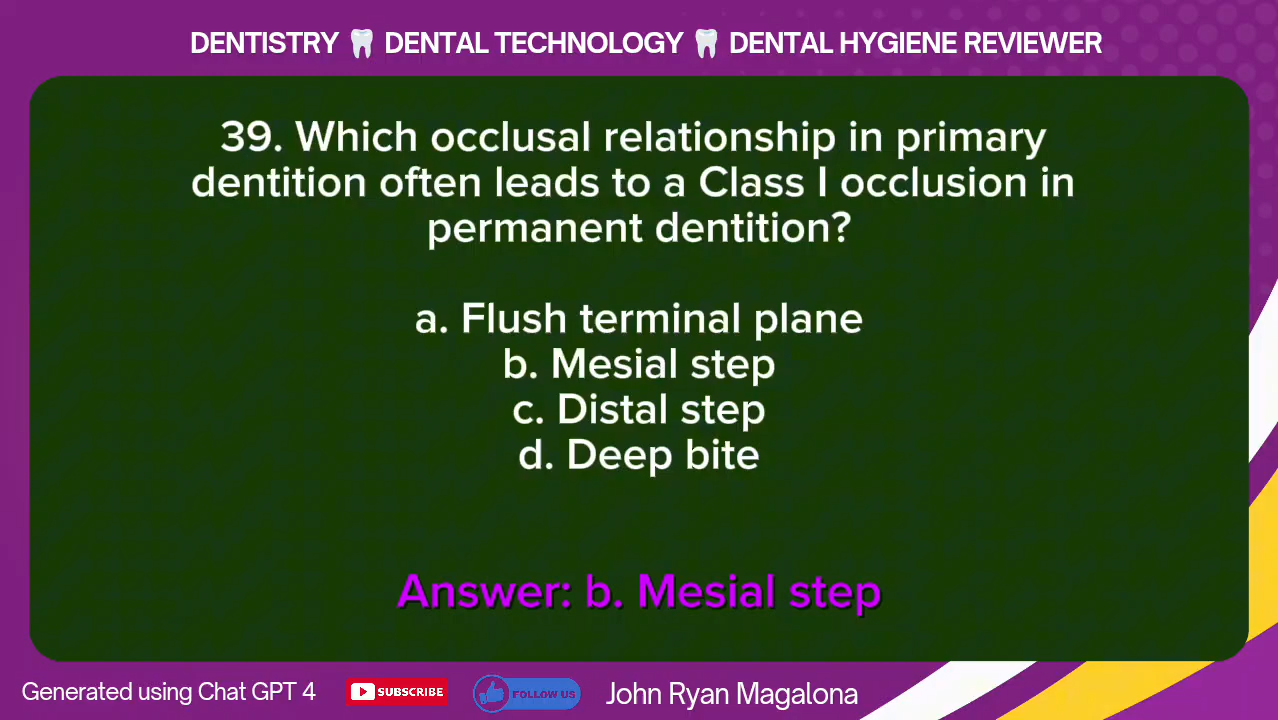 DENTISTRY 🦷 DENTAL TECHNOLOGY 🦷 DENTAL HYGIENE REVIEWER
39. Which occlusal relationship in primary
dentition often leads to a Class I occlusion in
permanent dentition?
a. Flush terminal plane
b. Mesial step
c. Distal step
d. Deep bite
Answer: b. Mesial step
Generated using Chat GPT 4
SUBSCRIBE
FOLLOW US
John Ryan Magalona